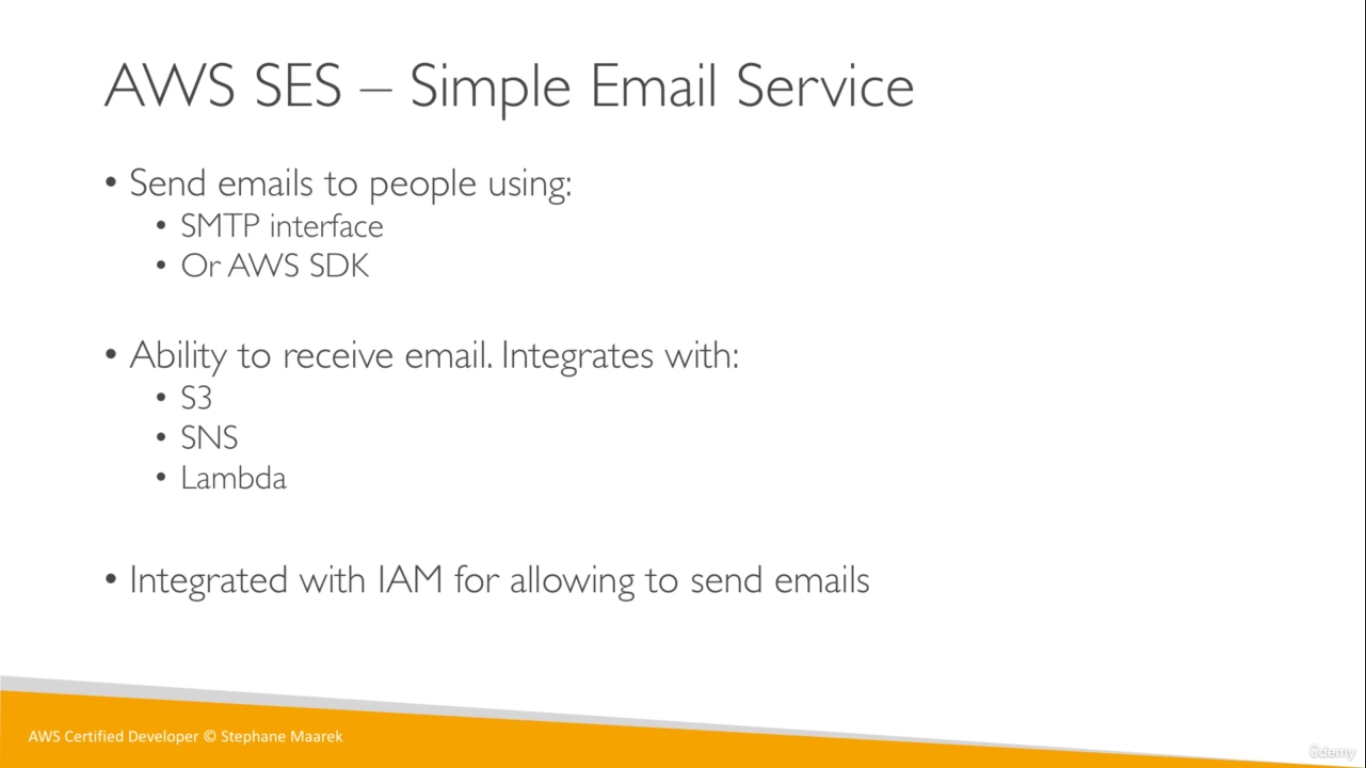 AWS SES – Simple Email Service
• Send emails to people using:
• SMTP interface
• Or AWS SDK
• Ability to receive email. Integrates with:
• S3
• SNS
• Lambda
• Integrated with IAM for allowing to send emails
AWS Certified Developer © Stephane Maarek
ûdemy